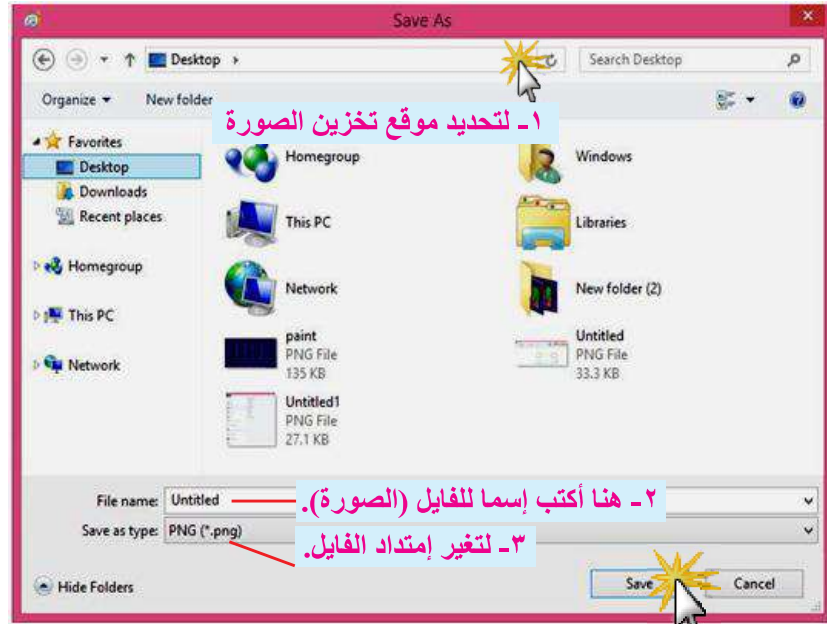 Save As
Desktop
Search Desktop
Organize
New folder
١ـ لتحديد موقع تخزين الصورة
Favorites
Desktop
Downloads
Recent places
Homegroup
This PC
Network
Homegroup
Windows
This PC
Libraries
Network
New folder (2)
paint
PNG File
135 KB
Untitled
PNG File
33.3 KB
Untitled1
PNG File
27.1 KB
File name: Untitled
٢ـ هنا أكتب إسما للفايل (الصورة).
Save as type: PNG (*.png)
٣ـ لتغير إمتداد الفايل.
Hide Folders
Save
Cancel